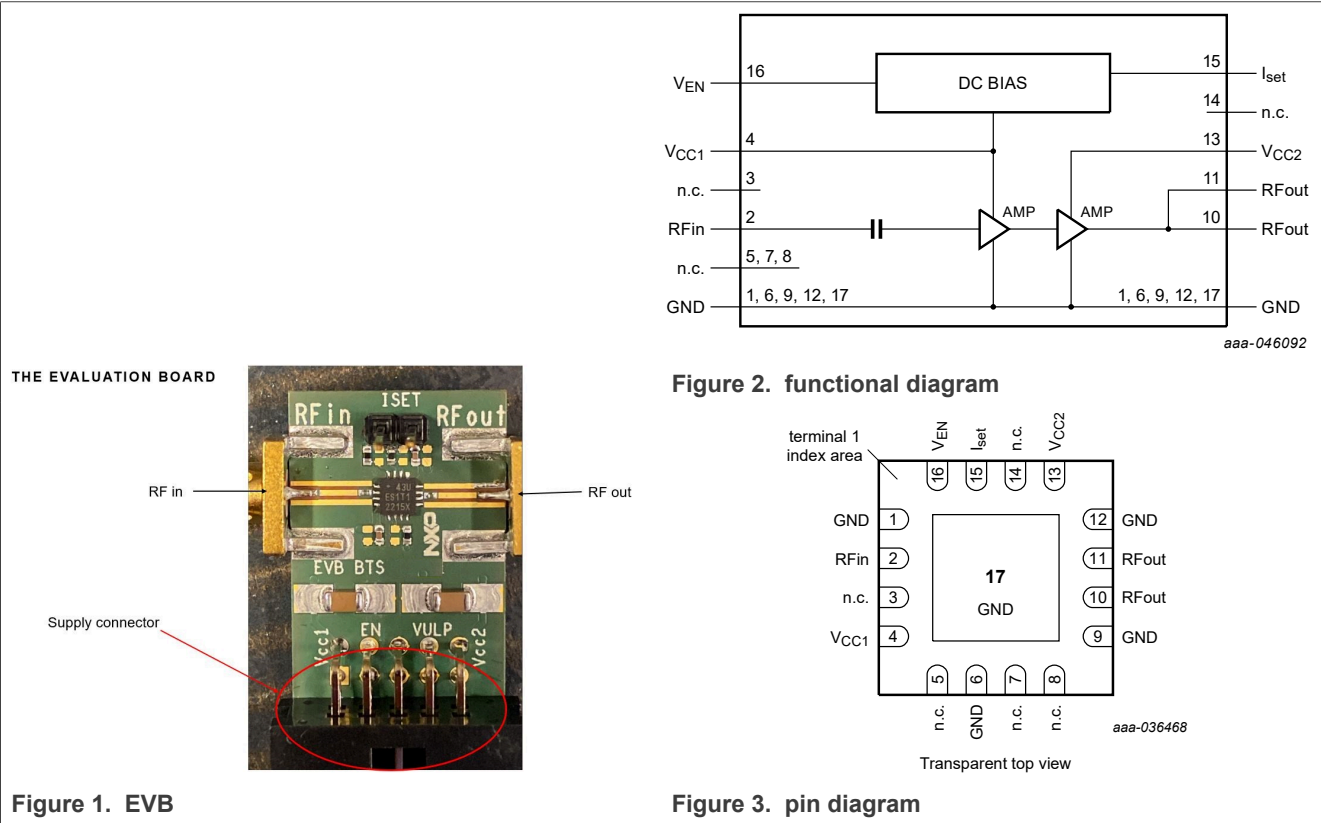 THE EVALUATION BOARD
RF in
RF out
Supply connector
RFin
ISET
RFout
43U
E81T1
2215X
NXP
EVB BTS
Vcc1
EN
VULP
Vcc2
Figure 1. EVB
VEN
16
DC BIAS
15
Iset
14
n.c.
VCC1
4
13
VCC2
n.c.
3
11
RFout
RFin
2
AMP
AMP
10
RFout
n.c.
5, 7, 8
GND
1, 6, 9, 12, 17
1, 6, 9, 12, 17
GND
aaa-046092
Figure 2. functional diagram
terminal 1
index area
VEN
Iset
n.c.
VCC2
16
15
14
13
GND
1
12
GND
RFin
2
11
RFout
n.c.
3
10
RFout
VCC1
4
9
GND
17
GND
5
6
7
8
n.c.
GND
n.c.
n.c.
aaa-036468
Transparent top view
Figure 3. pin diagram